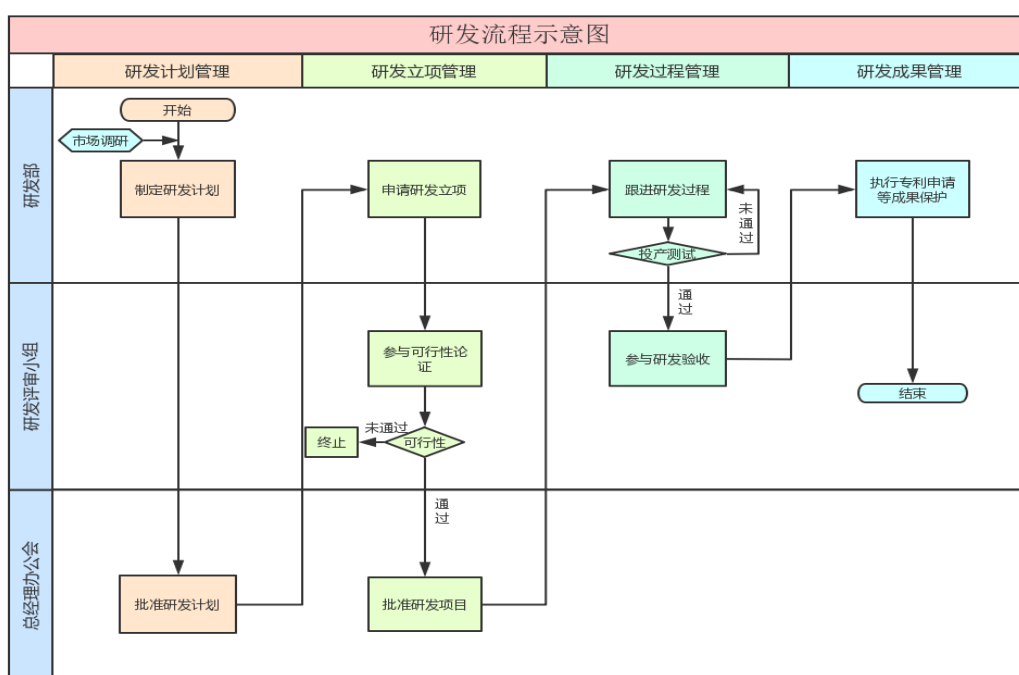 研发流程示意图
研发计划管理
研发立项管理
研发过程管理
研发成果管理
研发部
开始
市场调研
制定研发计划
申请研发立项
跟进研发过程
未
通
过
投产测试
执行专利申请
等成果保护
研发评审小组
通
过
参与可行性论
证
参与研发验收
结束
终止
未通过
可行性
总经理办公会
通
过
批准研发计划
批准研发项目